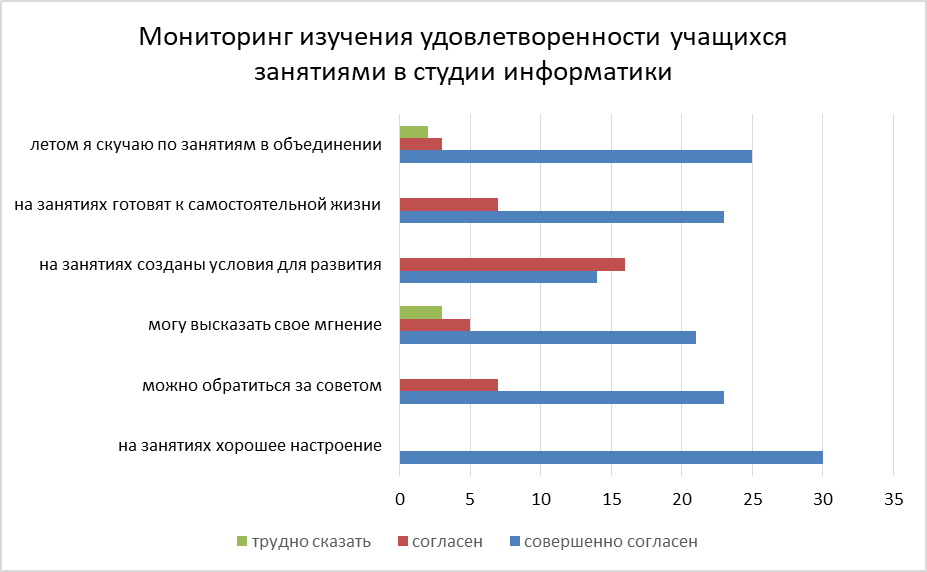 Мониторинг изучения удовлетворенности учащихся
занятиями в студии информатики
летом я скучаю по занятиям в объединении
на занятиях готовят к самостоятельной жизни
на занятиях созданы условия для развития
могу высказать свое мгнение
можно обратиться за советом
на занятиях хорошее настроение
0 5 10 15 20 25 30 35
трудно сказать согласен совершенно согласен